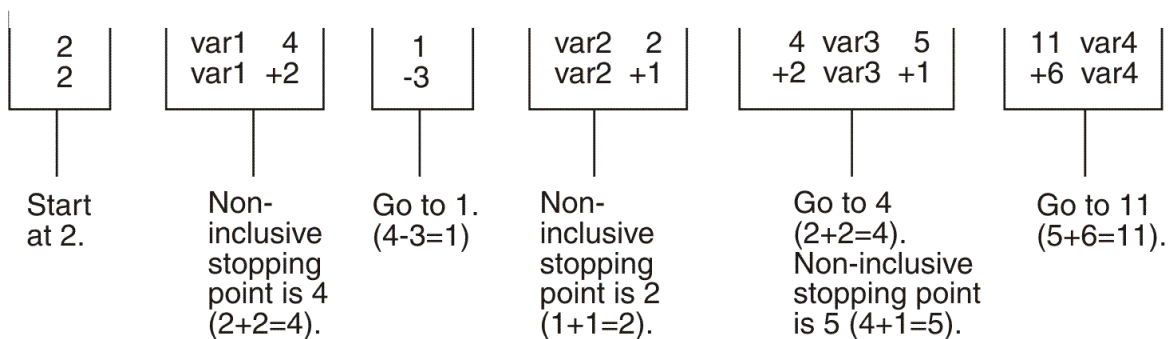 2 var1 4 1 var2 2 4 var3 5 11 var4
2 var1 +2 -3 var2 +1 +2 var3 +1 +6 var4
Start
at 2.
Non-
inclusive
stopping
point is 4
(2+2=4).
Go to 1.
(4-3=1)
Non-
inclusive
stopping
point is 2
(1+1=2).
Go to 4
(2+2=4).
Non-inclusive
stopping point
is 5 (4+1=5).
Go to 11
(5+6=11).